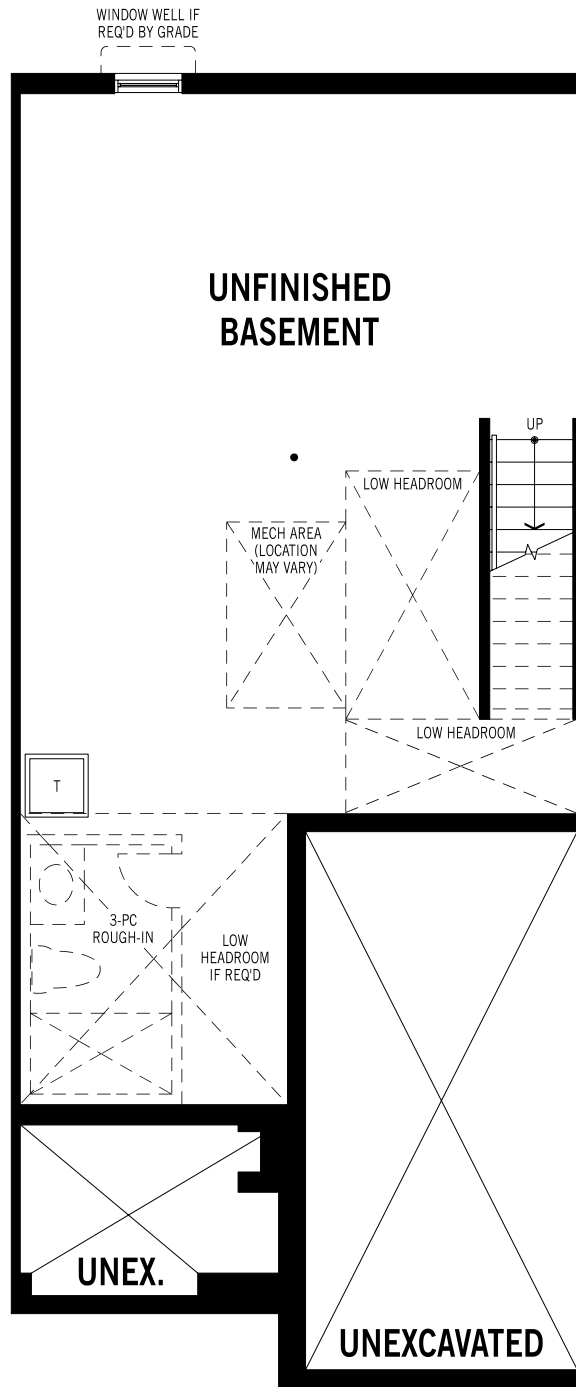 WINDOW WELL IF
REQ'D BY GRADE
UNFINISHED
BASEMENT
UP
LOW HEADROOM
MECH AREA
(LOCATION
MAY VARY)
LOW HEADROOM
T
3-PC
ROUGH-IN
LOW
HEADROOM
IF REQ'D
UNEX.
UNEXCAVATED